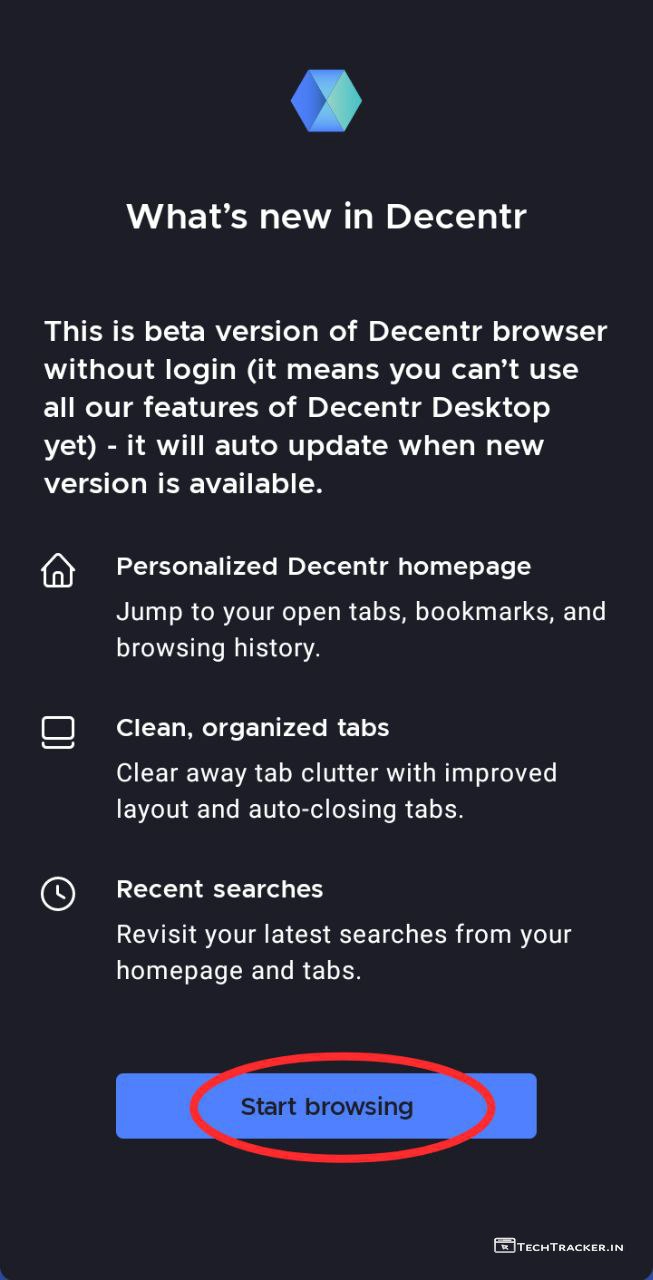 What's new in Decentr
This is beta version of Decentr browser
without login (it means you can't use
all our features of Decentr Desktop
yet) - it will auto update when new
version is available.
Personalized Decentr homepage
Jump to your open tabs, bookmarks, and
browsing history.
Clean, organized tabs
Clear away tab clutter with improved
layout and auto-closing tabs.
Recent searches
Revisit your latest searches from your
homepage and tabs.
Start browsing
TECHTRACKER.IN